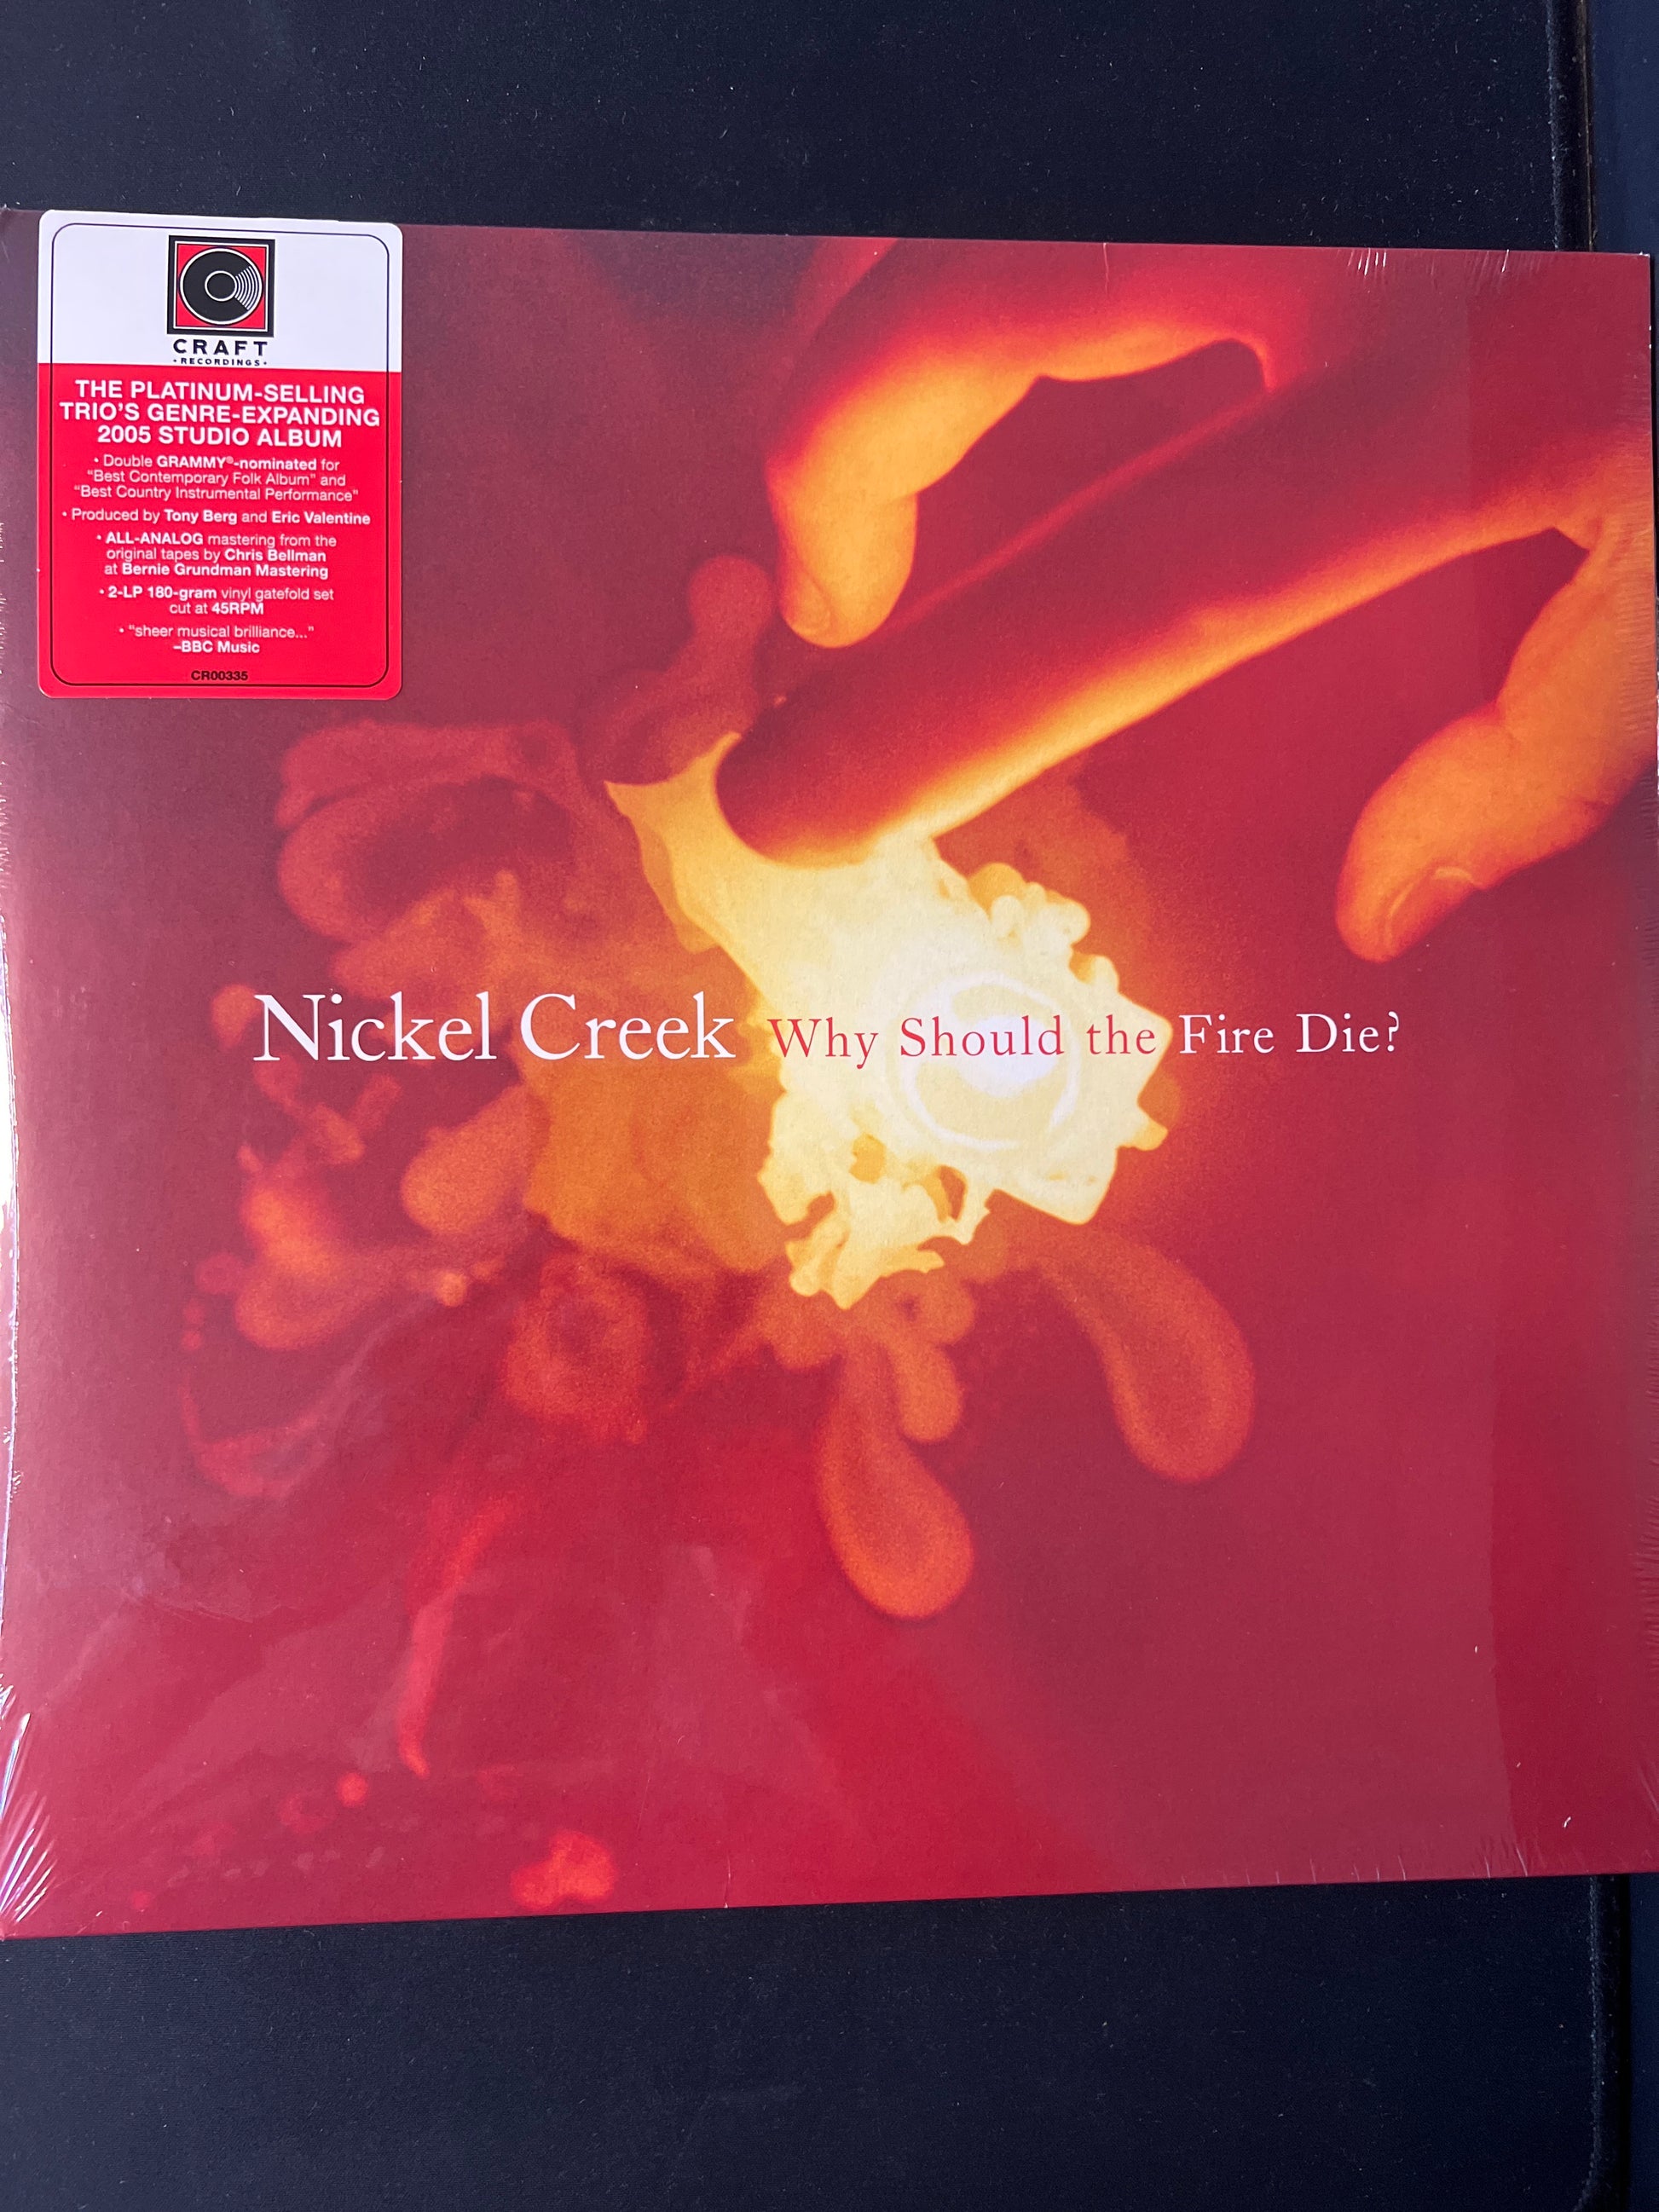 CRAFT
• RECORDINGS •
THE PLATINUM-SELLING
TRIO'S GENRE-EXPANDING
2005 STUDIO ALBUM
• Double GRAMMY®-nominated for
"Best Contemporary Folk Album" and
"Best Country Instrumental Performance"
• Produced by Tony Berg and Eric Valentine
• ALL-ANALOG mastering from the
original tapes by Chris Bellman
at Bernie Grundman Mastering
• 2-LP 180-gram vinyl gatefold set
cut at 45RPM
• "sheer musical brilliance..."
–BBC Music
CR00335
Nickel Creek Why Should the Fire Die?